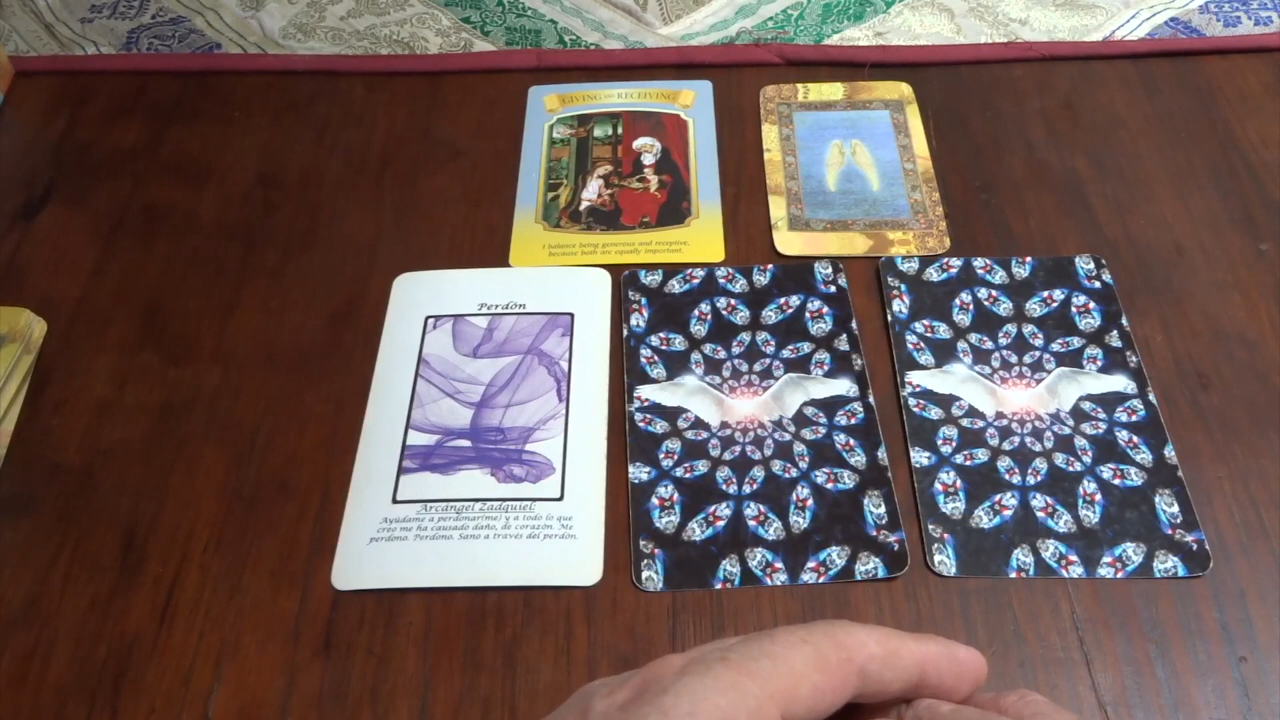 GIVING AND RECEIVING
I balance being generous and receptive,
because both are equally important.
Perdón
Arcángel Zadquiel:
Ayúdame a perdonar(me) y a todo lo que
creo me ha causado daño, de corazón. Me
perdono. Perdono. Sano a través del perdón.